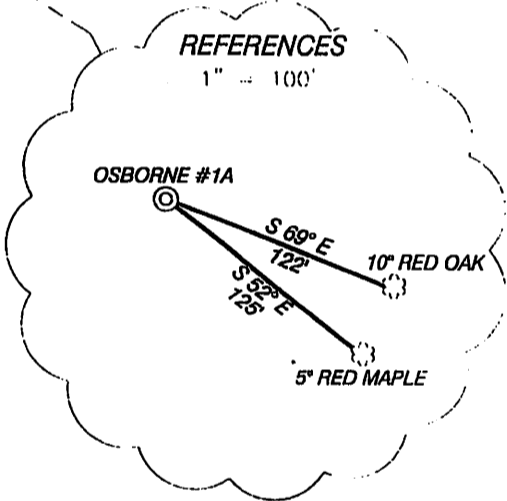 REFERENCES
1" = 100'
OSBORNE #1A
S 69° E
122'
10" RED OAK
S 52° E
125'
5" RED MAPLE